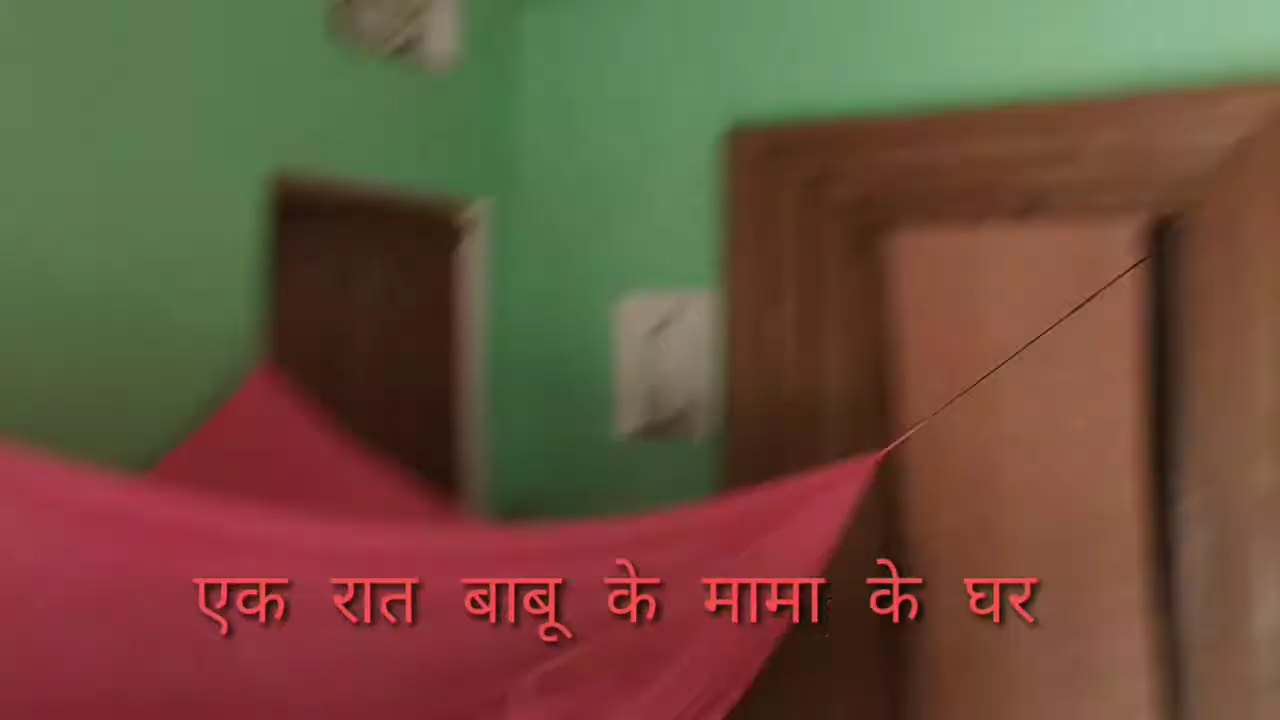 एक रात बाबू के मामा के घर